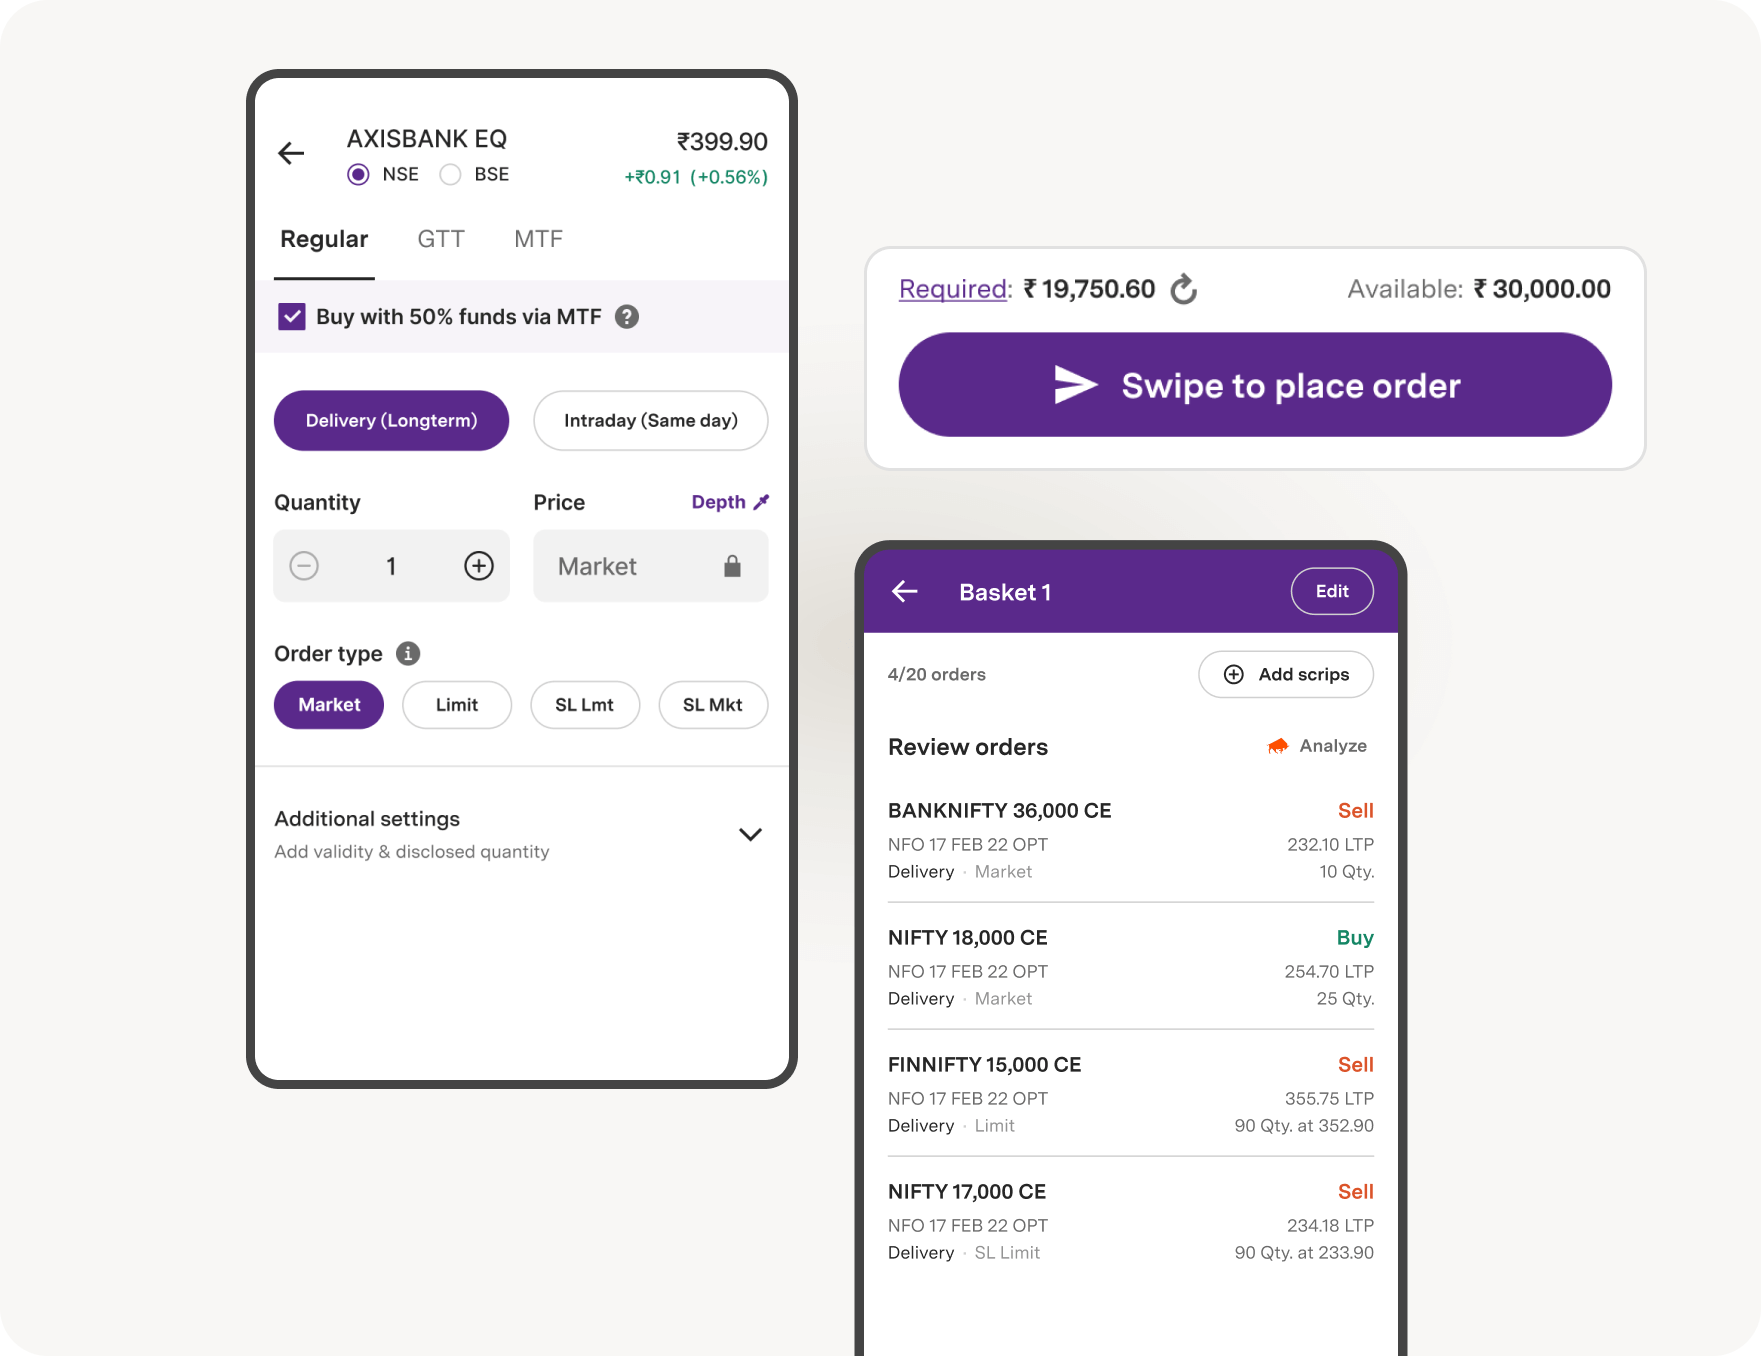 AXISBANK EQ
₹399.90
NSE BSE
+₹0.91 (+0.56%)
Regular GTT MTF
Buy with 50% funds via MTF ?
Delivery (Longterm) Intraday (Same day)
Quantity
Price Depth
1
Market
Order type i
Market Limit SL Lmt SL Mkt
Additional settings
Add validity & disclosed quantity
Required: ₹ 19,750.60
Available: ₹ 30,000.00
Swipe to place order
Basket 1
Edit
4/20 orders
Add scrips
Review orders
Analyze
BANKNIFTY 36,000 CE Sell
NFO 17 FEB 22 OPT 232.10 LTP
Delivery · Market 10 Qty.
NIFTY 18,000 CE Buy
NFO 17 FEB 22 OPT 254.70 LTP
Delivery · Market 25 Qty.
FINNIFTY 15,000 CE Sell
NFO 17 FEB 22 OPT 355.75 LTP
Delivery · Limit 90 Qty. at 352.90
NIFTY 17,000 CE Sell
NFO 17 FEB 22 OPT 234.18 LTP
Delivery · SL Limit 90 Qty. at 233.90